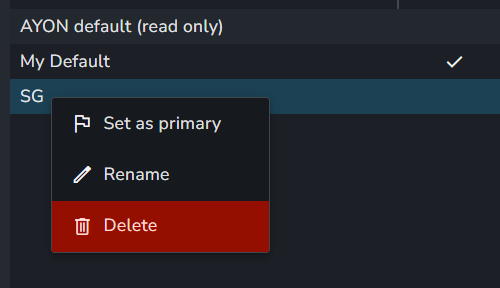 AYON default (read only)
My Default
SG
Set as primary
Rename
Delete